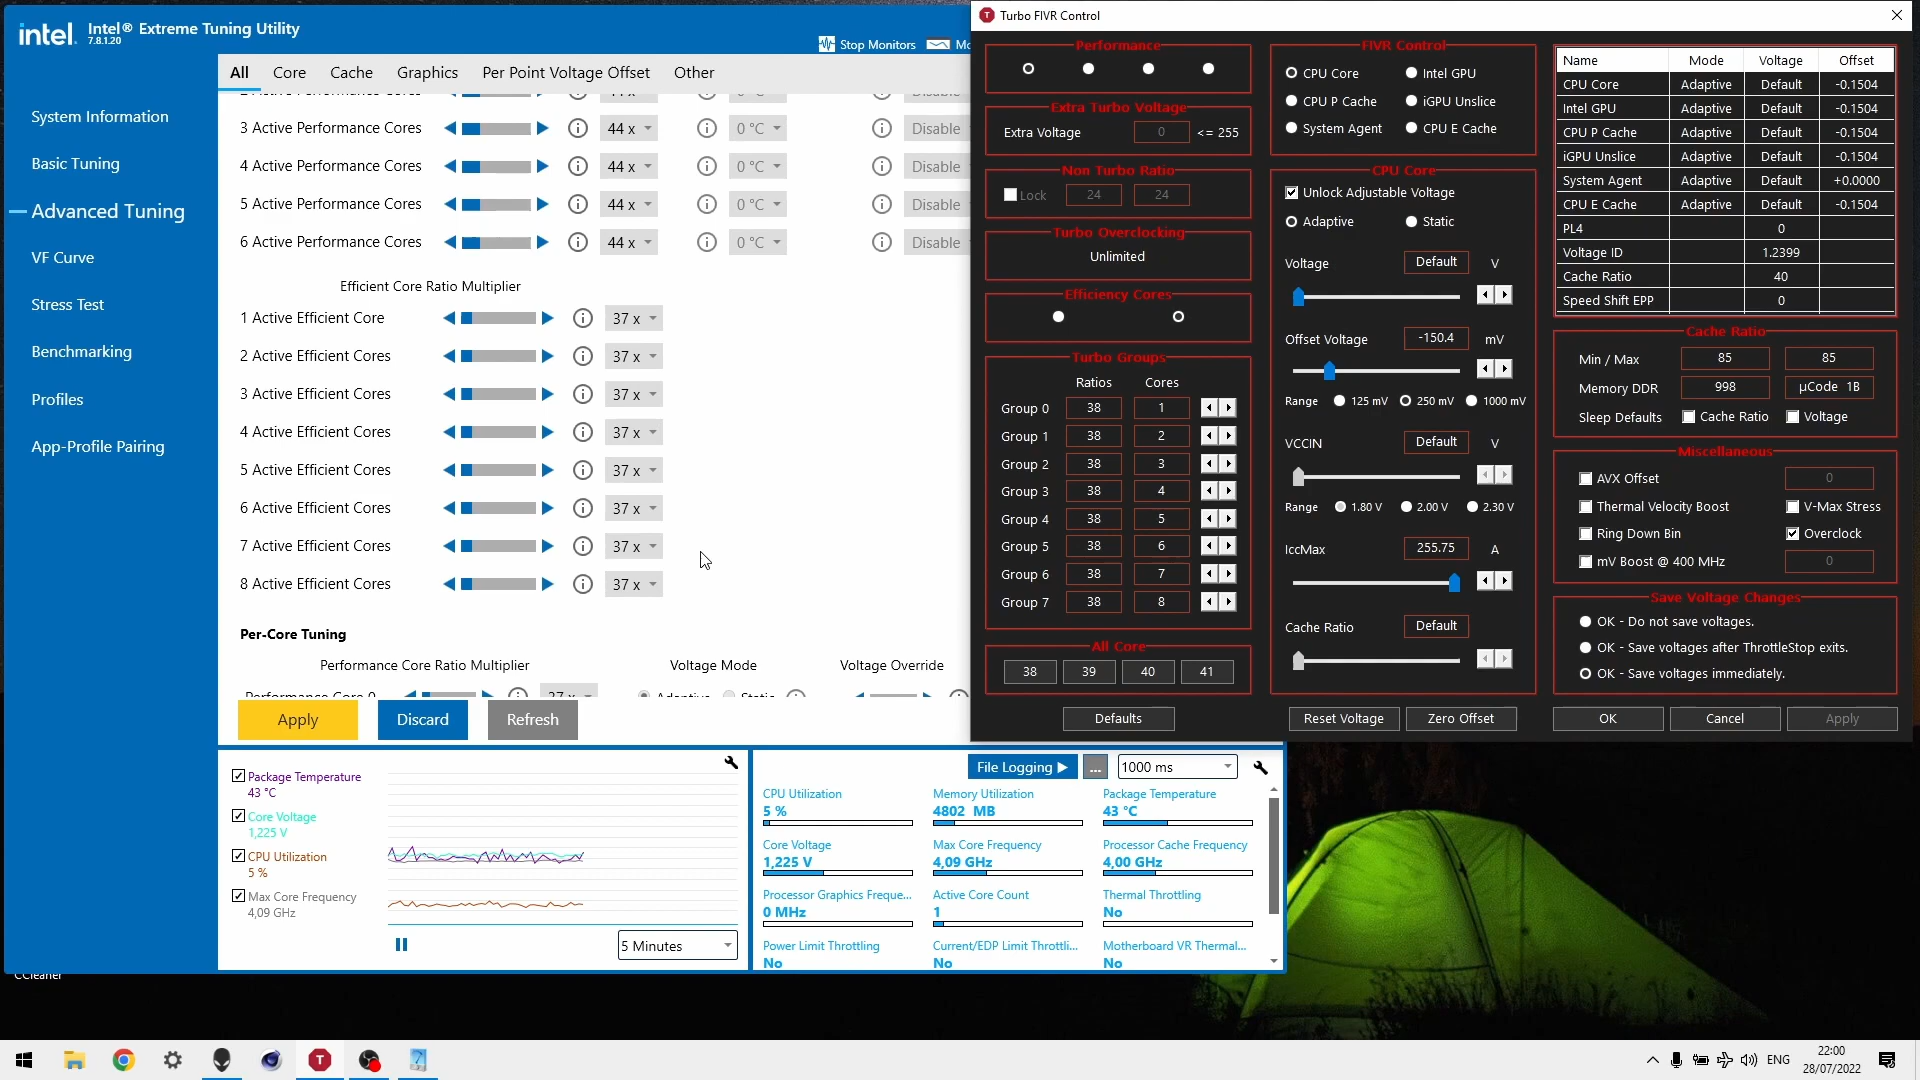 intel.
Intel® Extreme Tuning Utility
7.8.1.20
Stop Monitors
Mo
System Information
Basic Tuning
Advanced Tuning
VF Curve
Stress Test
Benchmarking
Profiles
App-Profile Pairing
All Core Cache Graphics Per Point Voltage Offset Other
3 Active Performance Cores 44 x 0 °C Disable
4 Active Performance Cores 44 x 0 °C Disable
5 Active Performance Cores 44 x 0 °C Disable
6 Active Performance Cores 44 x 0 °C Disable
Efficient Core Ratio Multiplier
1 Active Efficient Core 37 x
2 Active Efficient Cores 37 x
3 Active Efficient Cores 37 x
4 Active Efficient Cores 37 x
5 Active Efficient Cores 37 x
6 Active Efficient Cores 37 x
7 Active Efficient Cores 37 x
8 Active Efficient Cores 37 x
Per-Core Tuning
Performance Core Ratio Multiplier Voltage Mode Voltage Override
Performance Core 0 37 x Adaptive Static
Apply Discard Refresh
Package Temperature
43 °C
Core Voltage
1,225 V
CPU Utilization
5 %
Max Core Frequency
4,09 GHz
5 Minutes
File Logging ... 1000 ms
CPU Utilization Memory Utilization Package Temperature
5 % 4802 MB 43 °C
Core Voltage Max Core Frequency Processor Cache Frequency
1,225 V 4,09 GHz 4,00 GHz
Processor Graphics Freque... Active Core Count Thermal Throttling
0 MHz 1 No
Power Limit Throttling Current/EDP Limit Throttli... Motherboard VR Thermal...
No No No
T Turbo FIVR Control
Performance
Extra Turbo Voltage
Extra Voltage 0 <= 255
Non Turbo Ratio
Lock 24 24
Turbo Overclocking
Unlimited
Efficiency Cores
Turbo Groups
Ratios Cores
Group 0 38 1
Group 1 38 2
Group 2 38 3
Group 3 38 4
Group 4 38 5
Group 5 38 6
Group 6 38 7
Group 7 38 8
All Core
38 39 40 41
Defaults
FIVR Control
CPU Core Intel GPU
CPU P Cache iGPU Unslice
System Agent CPU E Cache
CPU Core
Unlock Adjustable Voltage
Adaptive Static
Voltage Default V
Offset Voltage -150.4 mV
Range 125 mV 250 mV 1000 mV
VCCIN Default V
Range 1.80 V 2.00 V 2.30 V
IccMax 255.75 A
Cache Ratio Default
Reset Voltage Zero Offset
Name Mode Voltage Offset
CPU Core Adaptive Default -0.1504
Intel GPU Adaptive Default -0.1504
CPU P Cache Adaptive Default -0.1504
iGPU Unslice Adaptive Default -0.1504
System Agent Adaptive Default +0.0000
CPU E Cache Adaptive Default -0.1504
PL4 0
Voltage ID 1.2399
Cache Ratio 40
Speed Shift EPP 0
Cache Ratio
Min / Max 85 85
Memory DDR 998 µCode 1B
Sleep Defaults Cache Ratio Voltage
Miscellaneous
AVX Offset 0
Thermal Velocity Boost V-Max Stress
Ring Down Bin Overclock
mV Boost @ 400 MHz 0
Save Voltage Changes
OK - Do not save voltages.
OK - Save voltages after ThrottleStop exits.
OK - Save voltages immediately.
OK Cancel Apply
CCleaner
T
ENG
22:00
28/07/2022